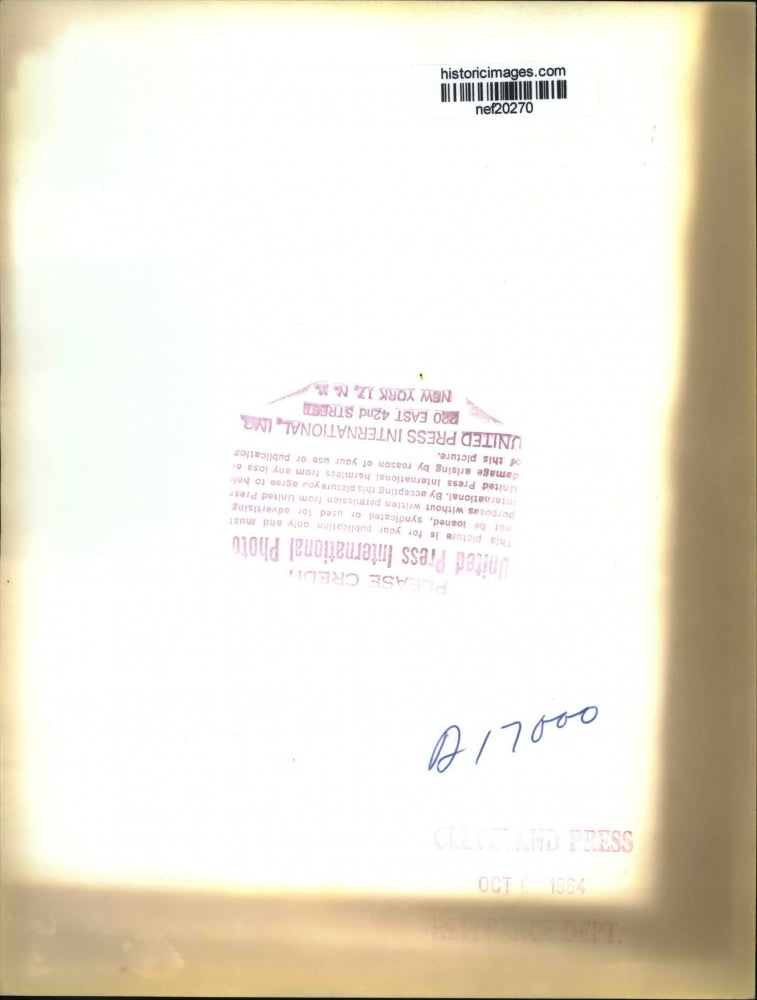 historicimages.com
nef20270
PLEASE CREDIT
United Press International Photo
This picture is for your publication only and must
not be loaned, syndicated or used for advertising
purposes without written permission from United Press
International. By accepting this picture you agree to hold
United Press International harmless from any loss or
damage arising by reason of your use or publication
of this picture.
UNITED PRESS INTERNATIONAL, INC.
220 EAST 42nd STREET
NEW YORK 17, N. Y.
A17000
CLEVELAND PRESS
OCT 1964
REFERENCE DEPT.